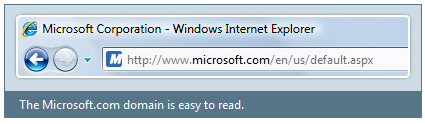 Microsoft Corporation - Windows Internet Explorer
M http://www.microsoft.com/en/us/default.aspx
The Microsoft.com domain is easy to read.